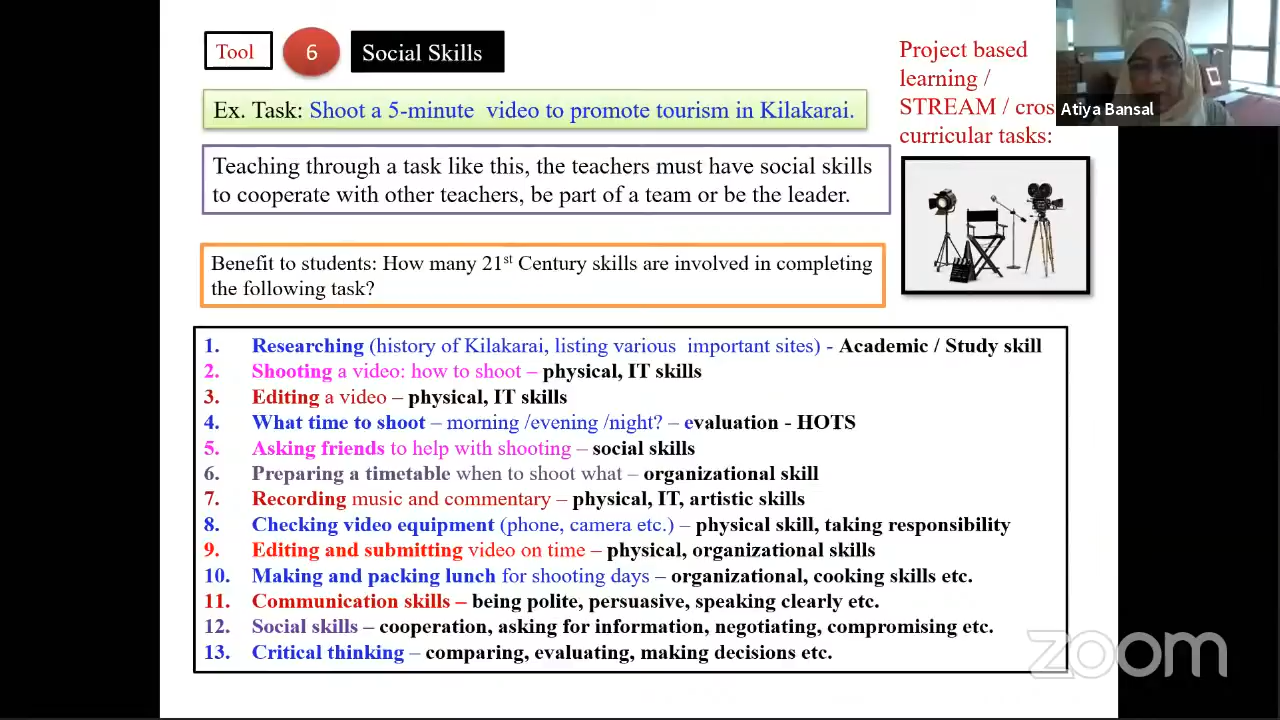 Tool 6 Social Skills
Ex. Task: Shoot a 5-minute video to promote tourism in Kilakarai.
Teaching through a task like this, the teachers must have social skills
to cooperate with other teachers, be part of a team or be the leader.
Benefit to students: How many 21st Century skills are involved in completing
the following task?
Project based
learning /
STREAM / cros
curricular tasks:
Atiya Bansal
1. Researching (history of Kilakarai, listing various important sites) - Academic / Study skill
2. Shooting a video: how to shoot – physical, IT skills
3. Editing a video – physical, IT skills
4. What time to shoot – morning /evening /night? – evaluation - HOTS
5. Asking friends to help with shooting – social skills
6. Preparing a timetable when to shoot what – organizational skill
7. Recording music and commentary – physical, IT, artistic skills
8. Checking video equipment (phone, camera etc.) – physical skill, taking responsibility
9. Editing and submitting video on time – physical, organizational skills
10. Making and packing lunch for shooting days – organizational, cooking skills etc.
11. Communication skills – being polite, persuasive, speaking clearly etc.
12. Social skills – cooperation, asking for information, negotiating, compromising etc.
13. Critical thinking – comparing, evaluating, making decisions etc.
zoom